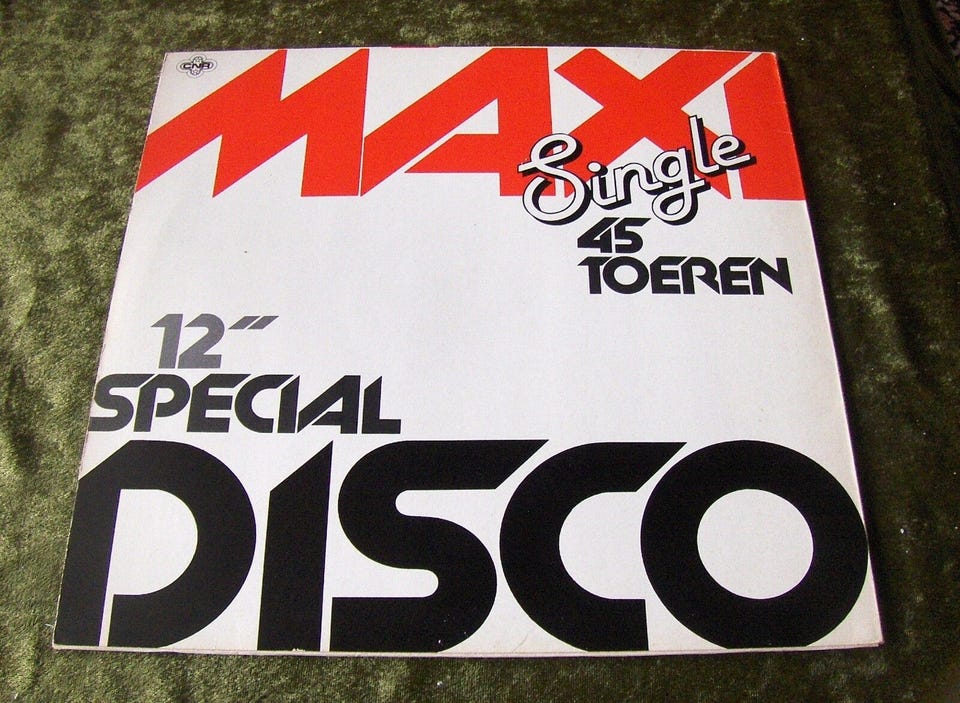 CNR
MAXI
Single
45
TOEREN
12"
SPECIAL
DISCO